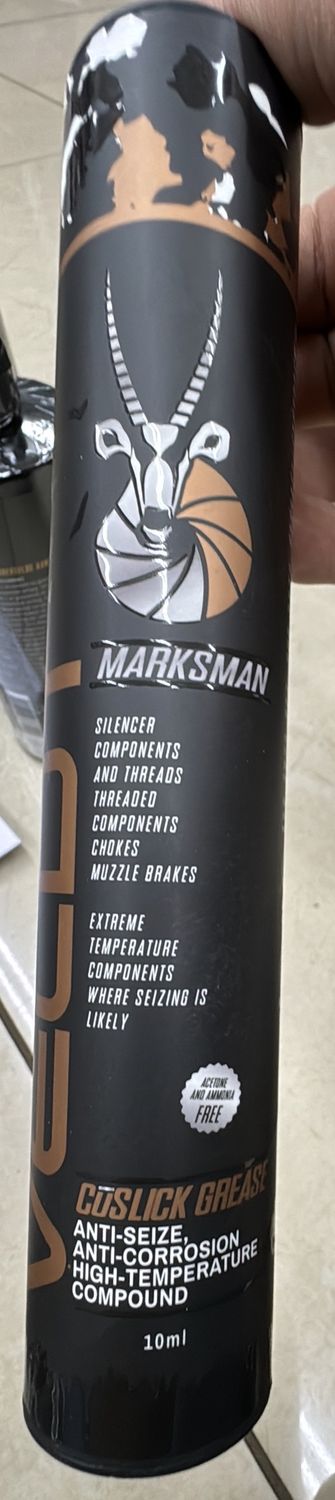 MARKSMAN
SILENCER
COMPONENTS
AND THREADS
THREADED
COMPONENTS
CHOKES
MUZZLE BRAKES
EXTREME
TEMPERATURE
COMPONENTS
WHERE SEIZING IS
LIKELY
ACETONE
AND AMMONIA
FREE
CUSLICK GREASE
ANTI-SEIZE,
ANTI-CORROSION
HIGH-TEMPERATURE
COMPOUND
10ml